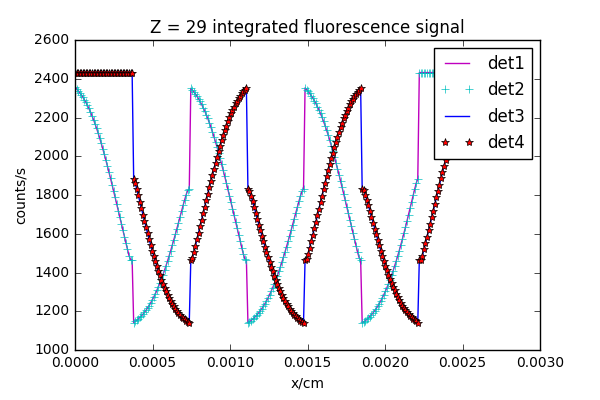 Z = 29 integrated fluorescence signal
2600
2400
2200
2000
1800
1600
1400
1200
1000
counts/s
det1
det2
det3
det4
0.0000 0.0005 0.0010 0.0015 0.0020 0.0025 0.0030
x/cm